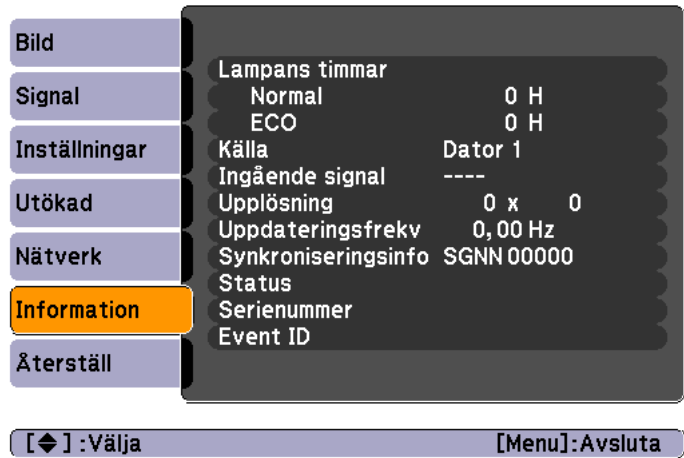 Bild
Signal
Inställningar
Utökad
Nätverk
Information
Återställ
Lampans timmar
Normal 0 H
ECO 0 H
Källa Dator 1
Ingående signal ----
Upplösning 0 x 0
Uppdateringsfrekv 0,00 Hz
Synkroniseringsinfo SGNN 00000
Status
Serienummer
Event ID
[◆] :Välja [Menu]:Avsluta